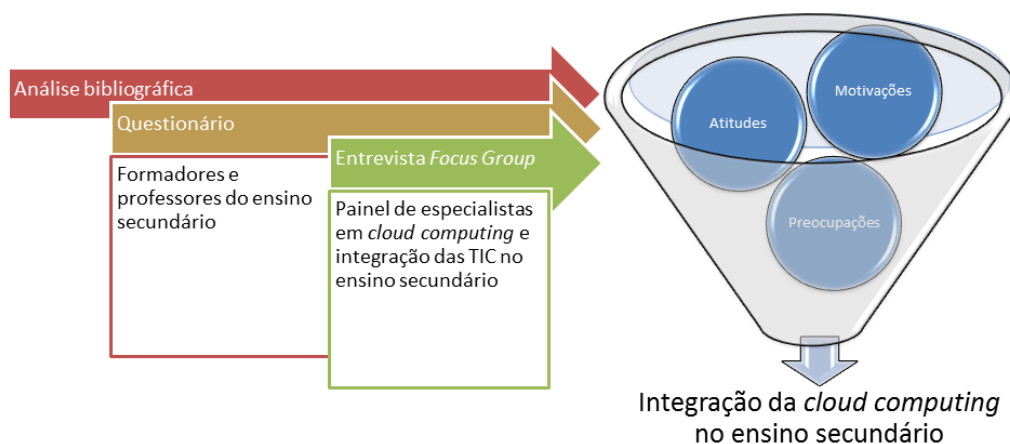 Análise bibliográfica
Questionário
Entrevista Focus Group
Formadores e
professores do ensino
secundário
Painel de especialistas
em cloud computing e
integração das TIC no
ensino secundário
Atitudes
Motivações
Preocupações
Integração da cloud computing
no ensino secundário